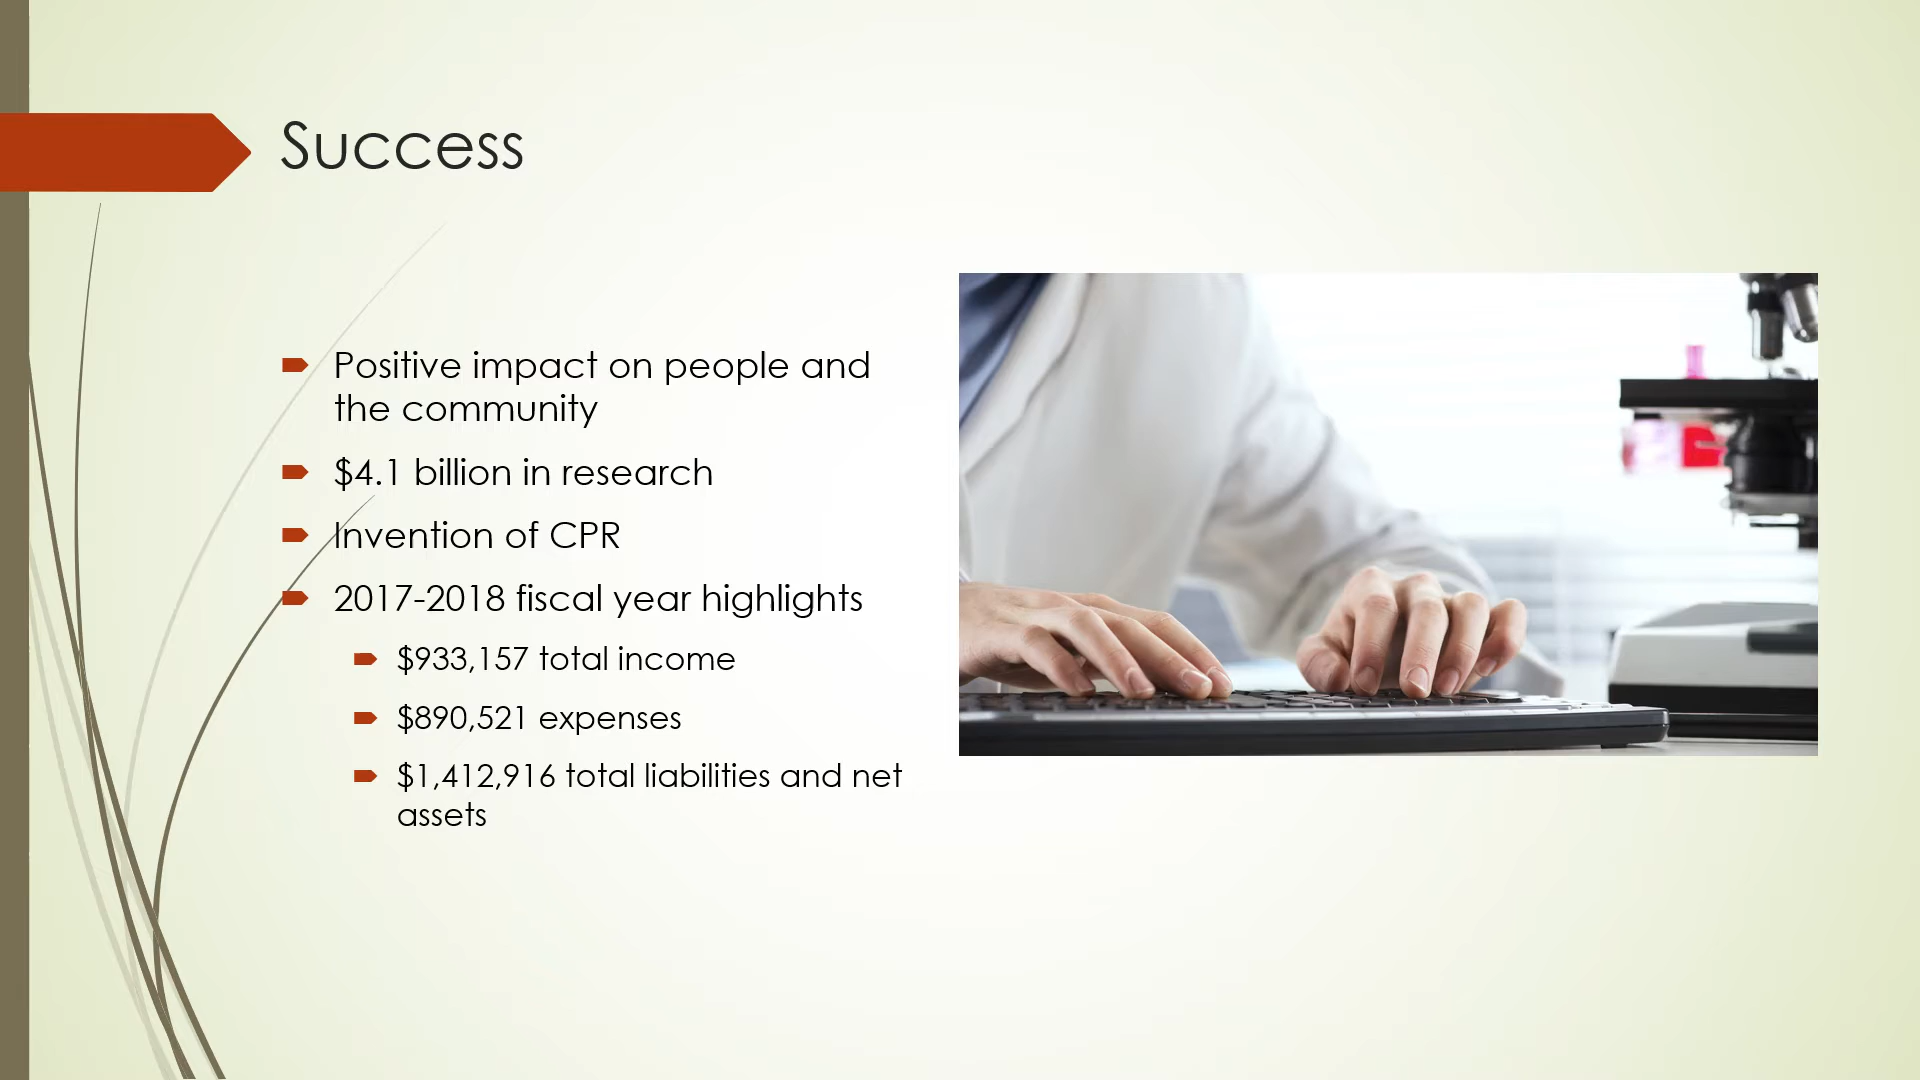 Success
Positive impact on people and
the community
$4.1 billion in research
Invention of CPR
2017-2018 fiscal year highlights
$933,157 total income
$890,521 expenses
$1,412,916 total liabilities and net
assets